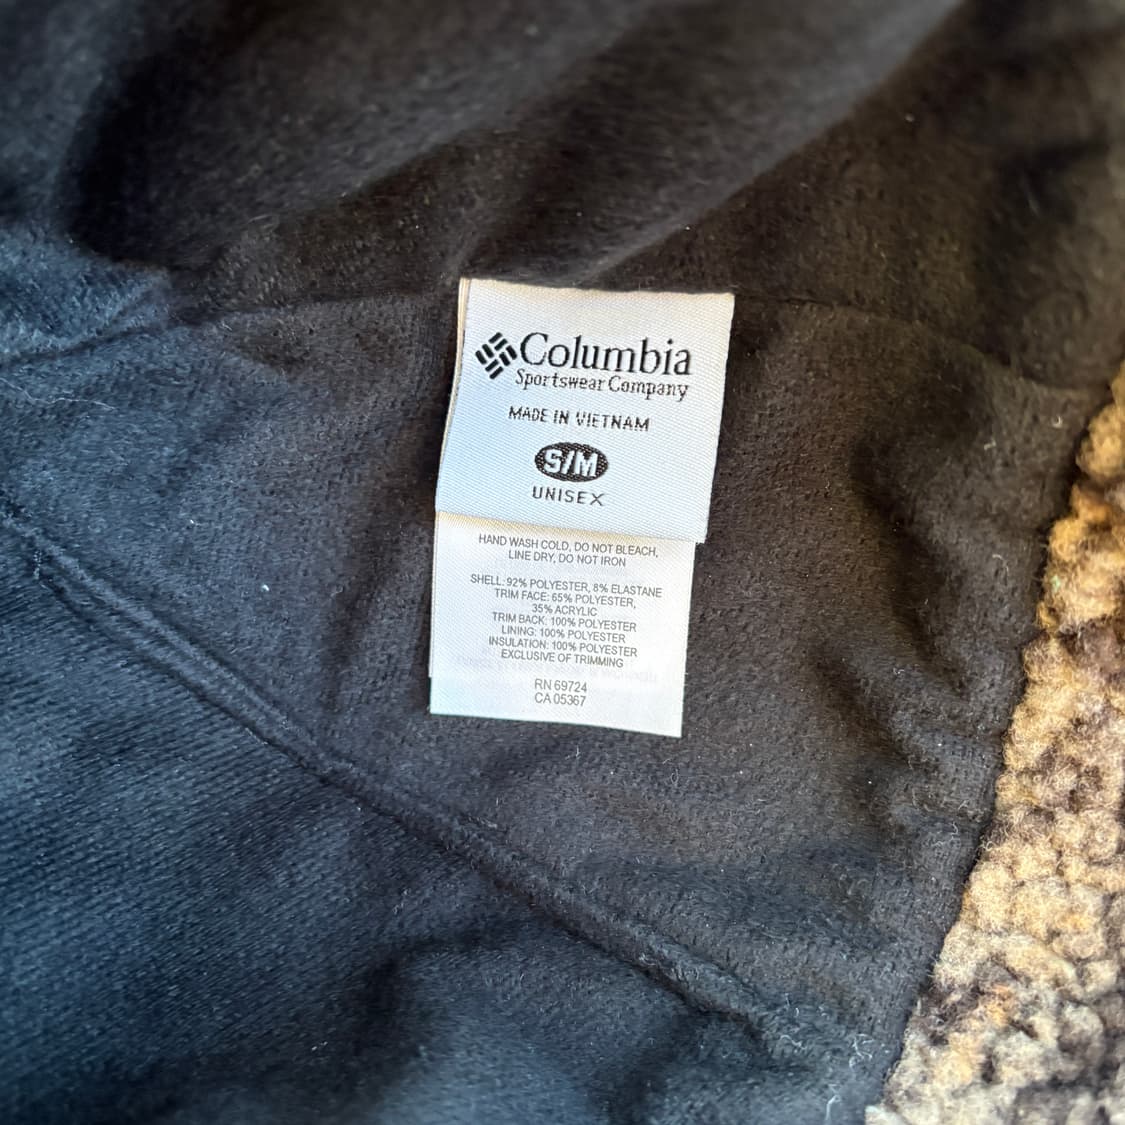 Columbia
Sportswear Company
MADE IN VIETNAM
S/M
UNISEX
HAND WASH COLD, DO NOT BLEACH,
LINE DRY, DO NOT IRON
SHELL: 92% POLYESTER, 8% ELASTANE
TRIM FACE: 65% POLYESTER,
35% ACRYLIC
TRIM BACK: 100% POLYESTER
LINING: 100% POLYESTER
INSULATION: 100% POLYESTER
EXCLUSIVE OF TRIMMING
RN 69724
CA 05367